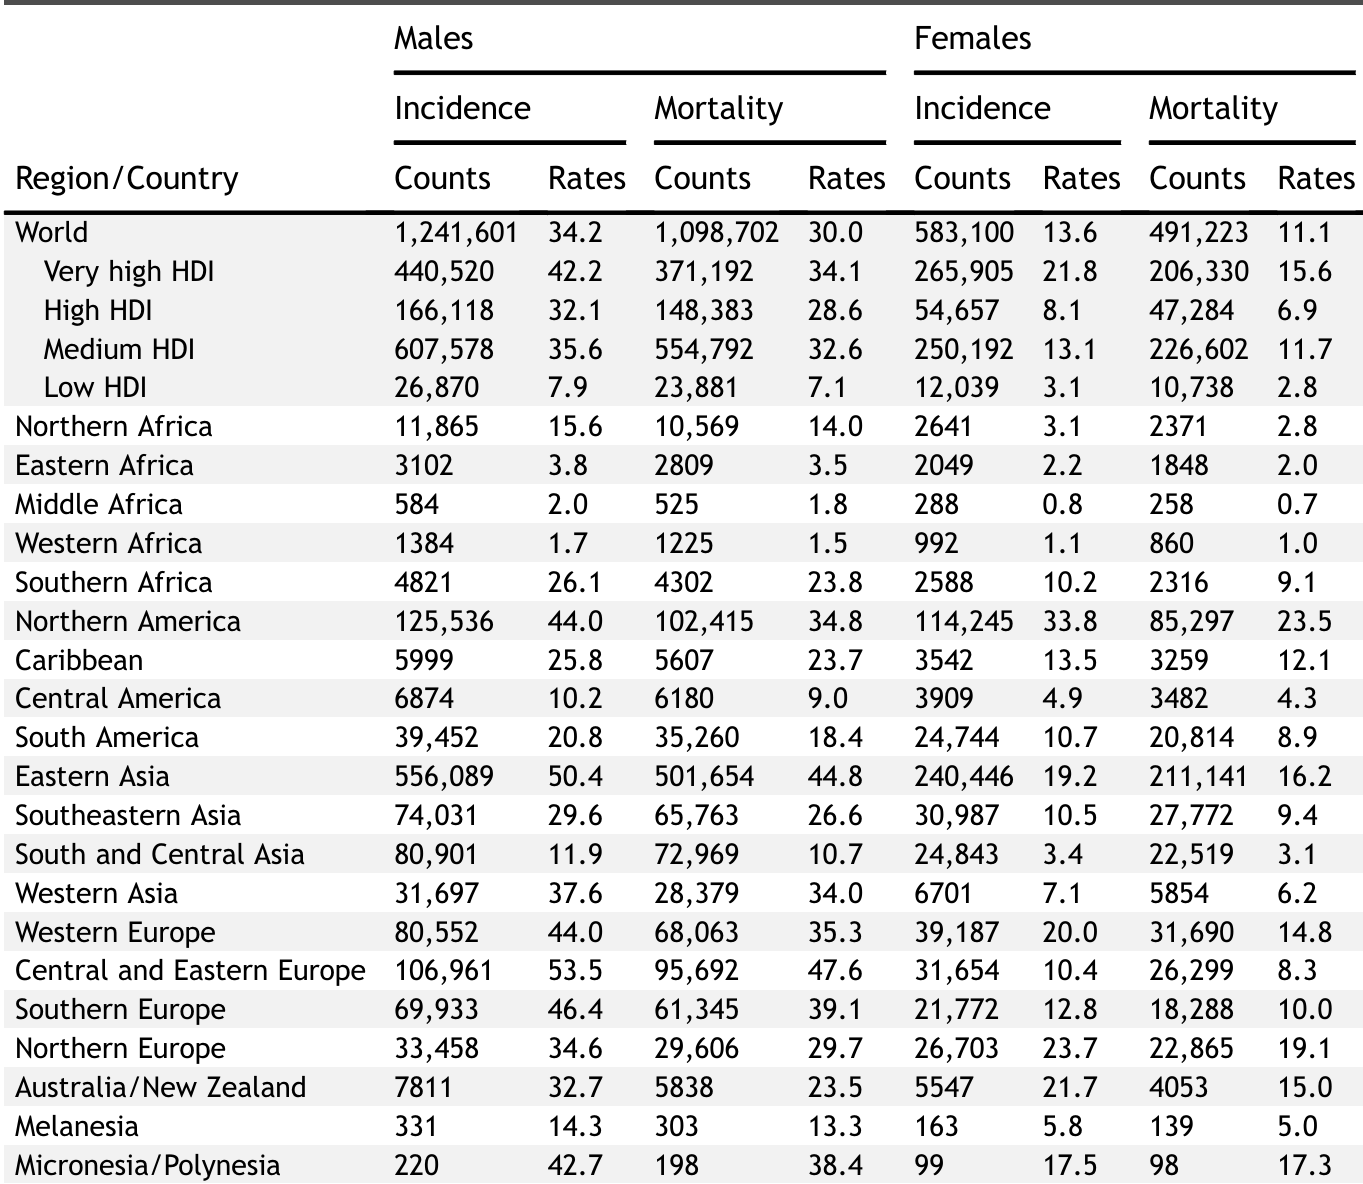 Males Females
Incidence Mortality Incidence Mortality
Region/Country Counts Rates Counts Rates Counts Rates Counts Rates
World 1,241,601 34.2 1,098,702 30.0 583,100 13.6 491,223 11.1
Very high HDI 440,520 42.2 371,192 34.1 265,905 21.8 206,330 15.6
High HDI 166,118 32.1 148,383 28.6 54,657 8.1 47,284 6.9
Medium HDI 607,578 35.6 554,792 32.6 250,192 13.1 226,602 11.7
Low HDI 26,870 7.9 23,881 7.1 12,039 3.1 10,738 2.8
Northern Africa 11,865 15.6 10,569 14.0 2641 3.1 2371 2.8
Eastern Africa 3102 3.8 2809 3.5 2049 2.2 1848 2.0
Middle Africa 584 2.0 525 1.8 288 0.8 258 0.7
Western Africa 1384 1.7 1225 1.5 992 1.1 860 1.0
Southern Africa 4821 26.1 4302 23.8 2588 10.2 2316 9.1
Northern America 125,536 44.0 102,415 34.8 114,245 33.8 85,297 23.5
Caribbean 5999 25.8 5607 23.7 3542 13.5 3259 12.1
Central America 6874 10.2 6180 9.0 3909 4.9 3482 4.3
South America 39,452 20.8 35,260 18.4 24,744 10.7 20,814 8.9
Eastern Asia 556,089 50.4 501,654 44.8 240,446 19.2 211,141 16.2
Southeastern Asia 74,031 29.6 65,763 26.6 30,987 10.5 27,772 9.4
South and Central Asia 80,901 11.9 72,969 10.7 24,843 3.4 22,519 3.1
Western Asia 31,697 37.6 28,379 34.0 6701 7.1 5854 6.2
Western Europe 80,552 44.0 68,063 35.3 39,187 20.0 31,690 14.8
Central and Eastern Europe 106,961 53.5 95,692 47.6 31,654 10.4 26,299 8.3
Southern Europe 69,933 46.4 61,345 39.1 21,772 12.8 18,288 10.0
Northern Europe 33,458 34.6 29,606 29.7 26,703 23.7 22,865 19.1
Australia/New Zealand 7811 32.7 5838 23.5 5547 21.7 4053 15.0
Melanesia 331 14.3 303 13.3 163 5.8 139 5.0
Micronesia/Polynesia 220 42.7 198 38.4 99 17.5 98 17.3